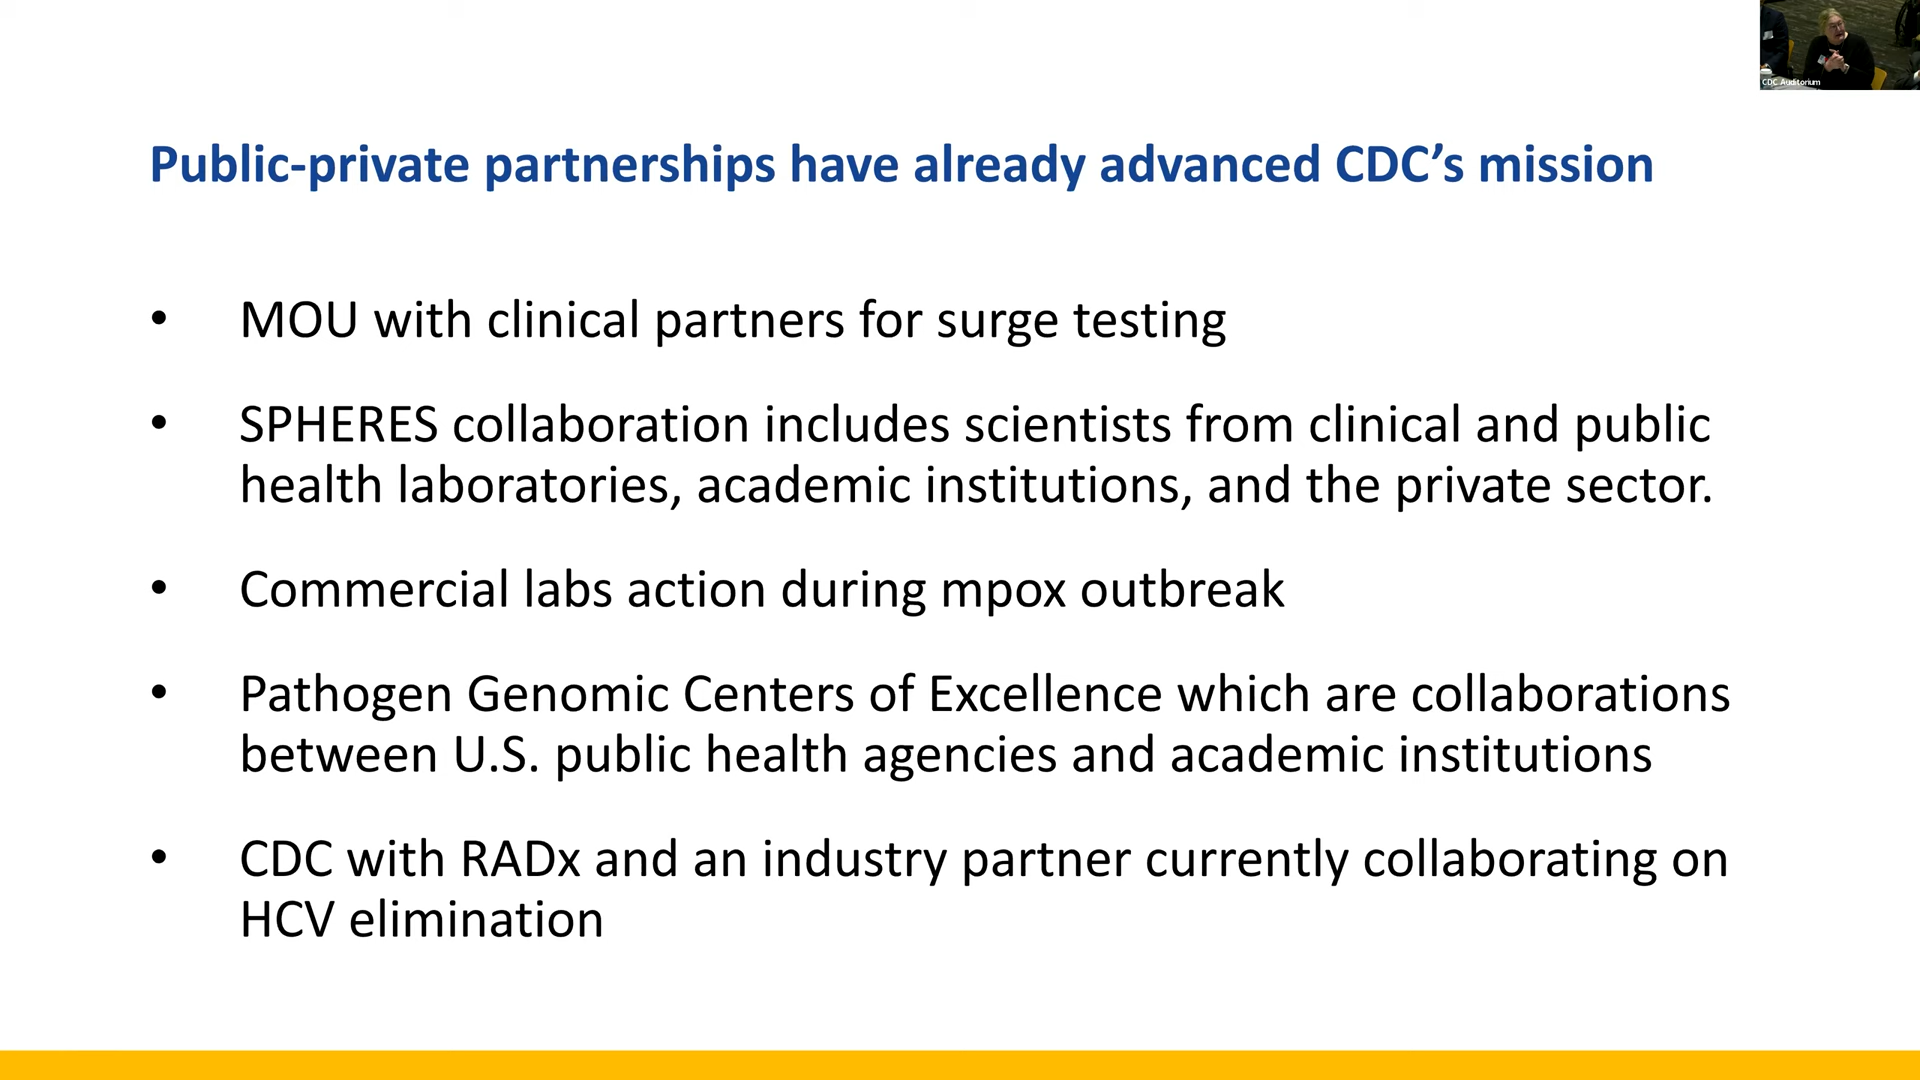 CDC Auditorium
Public-private partnerships have already advanced CDC’s mission
• MOU with clinical partners for surge testing
• SPHERES collaboration includes scientists from clinical and public
health laboratories, academic institutions, and the private sector.
• Commercial labs action during mpox outbreak
• Pathogen Genomic Centers of Excellence which are collaborations
between U.S. public health agencies and academic institutions
• CDC with RADx and an industry partner currently collaborating on
HCV elimination